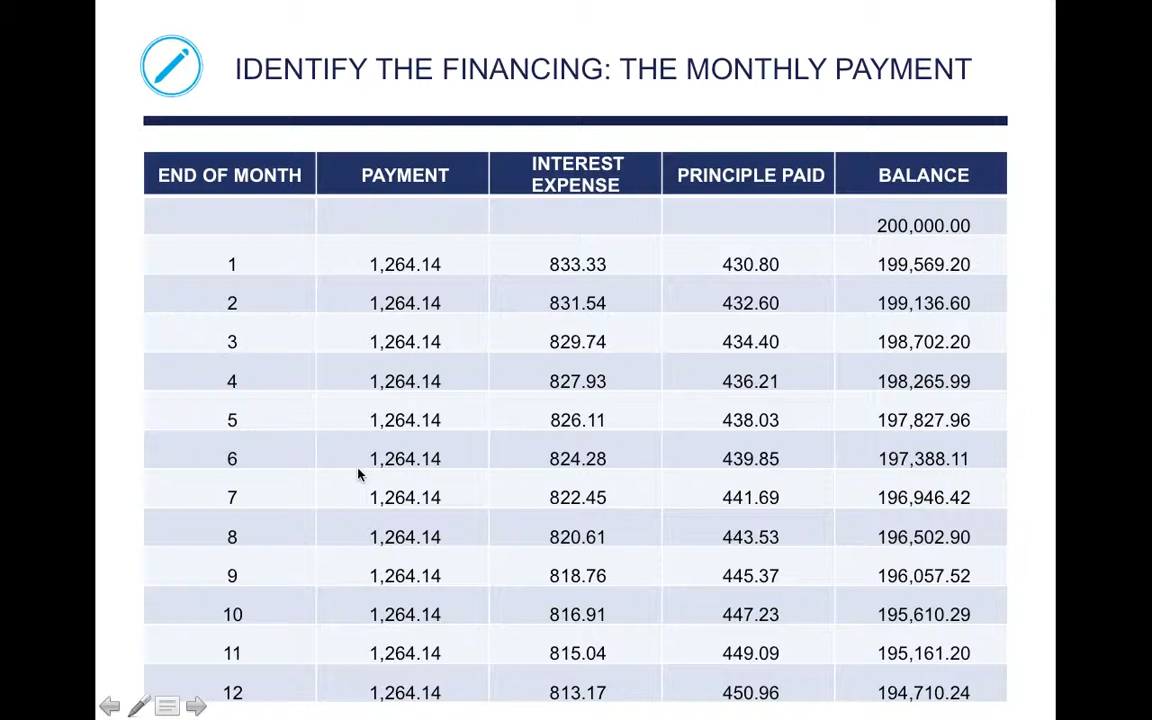 IDENTIFY THE FINANCING: THE MONTHLY PAYMENT
END OF MONTH PAYMENT INTEREST EXPENSE PRINCIPLE PAID BALANCE
200,000.00
1 1,264.14 833.33 430.80 199,569.20
2 1,264.14 831.54 432.60 199,136.60
3 1,264.14 829.74 434.40 198,702.20
4 1,264.14 827.93 436.21 198,265.99
5 1,264.14 826.11 438.03 197,827.96
6 1,264.14 824.28 439.85 197,388.11
7 1,264.14 822.45 441.69 196,946.42
8 1,264.14 820.61 443.53 196,502.90
9 1,264.14 818.76 445.37 196,057.52
10 1,264.14 816.91 447.23 195,610.29
11 1,264.14 815.04 449.09 195,161.20
12 1,264.14 813.17 450.96 194,710.24